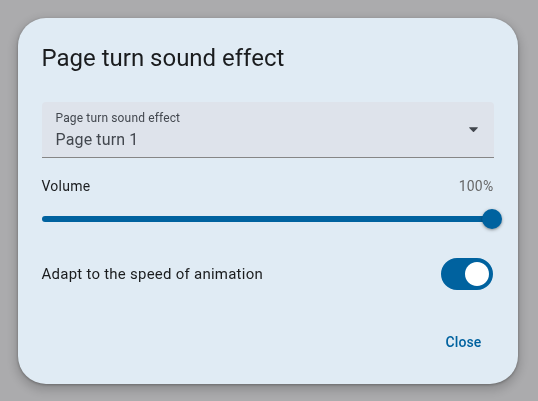 Page turn sound effect
Page turn sound effect
Page turn 1
Volume 100%
Adapt to the speed of animation
Close